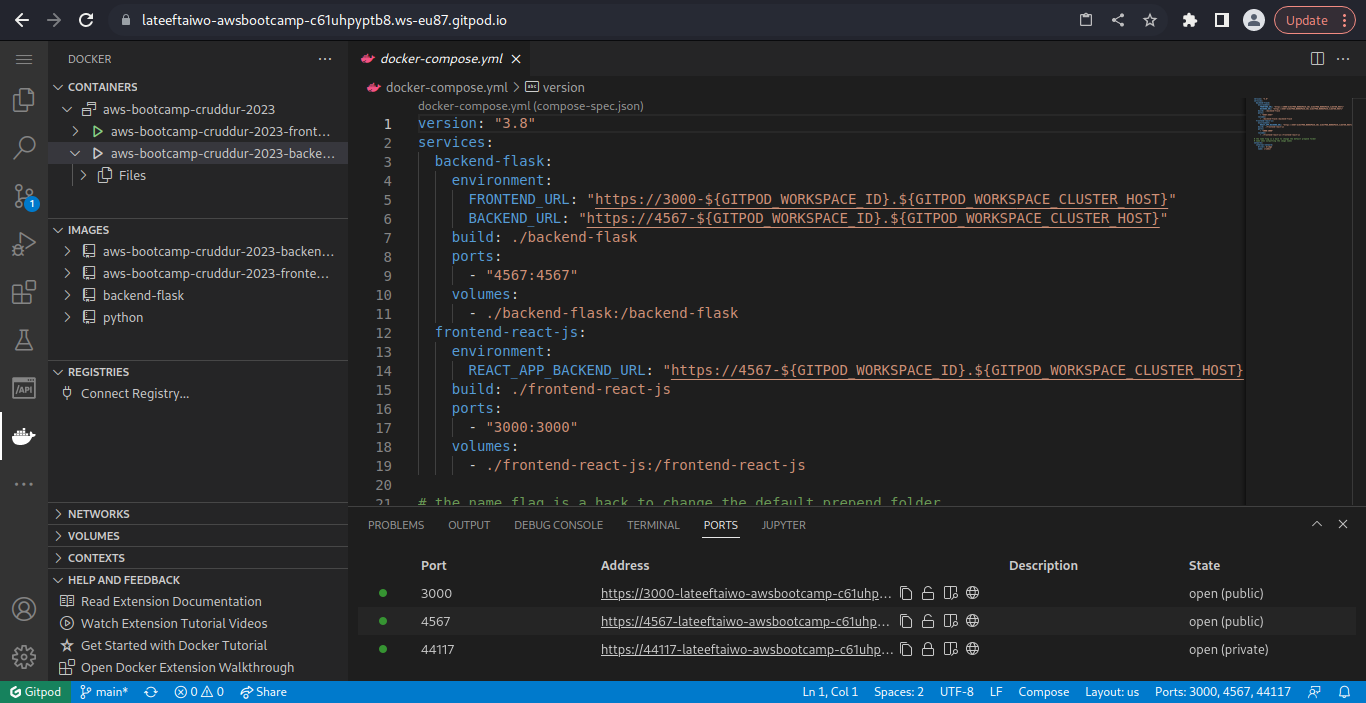 lateeftaiwo-awsbootcamp-c61uhpyptb8.ws-eu87.gitpod.io
Update
DOCKER
CONTAINERS
aws-bootcamp-cruddur-2023
aws-bootcamp-cruddur-2023-front...
aws-bootcamp-cruddur-2023-backe...
Files
1
IMAGES
aws-bootcamp-cruddur-2023-backen...
aws-bootcamp-cruddur-2023-fronte...
backend-flask
python
REGISTRIES
Connect Registry...
/API
NETWORKS
VOLUMES
CONTEXTS
HELP AND FEEDBACK
Read Extension Documentation
Watch Extension Tutorial Videos
Get Started with Docker Tutorial
Open Docker Extension Walkthrough
docker-compose.yml
docker-compose.yml > version
docker-compose.yml (compose-spec.json)
1 version: "3.8"
2 services:
3 backend-flask:
4 environment:
5 FRONTEND_URL: "https://3000-${GITPOD_WORKSPACE_ID}.${GITPOD_WORKSPACE_CLUSTER_HOST}"
6 BACKEND_URL: "https://4567-${GITPOD_WORKSPACE_ID}.${GITPOD_WORKSPACE_CLUSTER_HOST}"
7 build: ./backend-flask
8 ports:
9 - "4567:4567"
10 volumes:
11 - ./backend-flask:/backend-flask
12 frontend-react-js:
13 environment:
14 REACT_APP_BACKEND_URL: "https://4567-${GITPOD_WORKSPACE_ID}.${GITPOD_WORKSPACE_CLUSTER_HOST}
15 build: ./frontend-react-js
16 ports:
17 - "3000:3000"
18 volumes:
19 - ./frontend-react-js:/frontend-react-js
20
21 # the name flag is a hack to change the default prepend folder
PROBLEMS OUTPUT DEBUG CONSOLE TERMINAL PORTS JUPYTER
Port Address Description State
3000 https://3000-lateeftaiwo-awsbootcamp-c61uhp... open (public)
4567 https://4567-lateeftaiwo-awsbootcamp-c61uhp... open (public)
44117 https://44117-lateeftaiwo-awsbootcamp-c61uhp... open (private)
Gitpod main* 0 0 Share Ln 1, Col 1 Spaces: 2 UTF-8 LF Compose Layout: us Ports: 3000, 4567, 44117